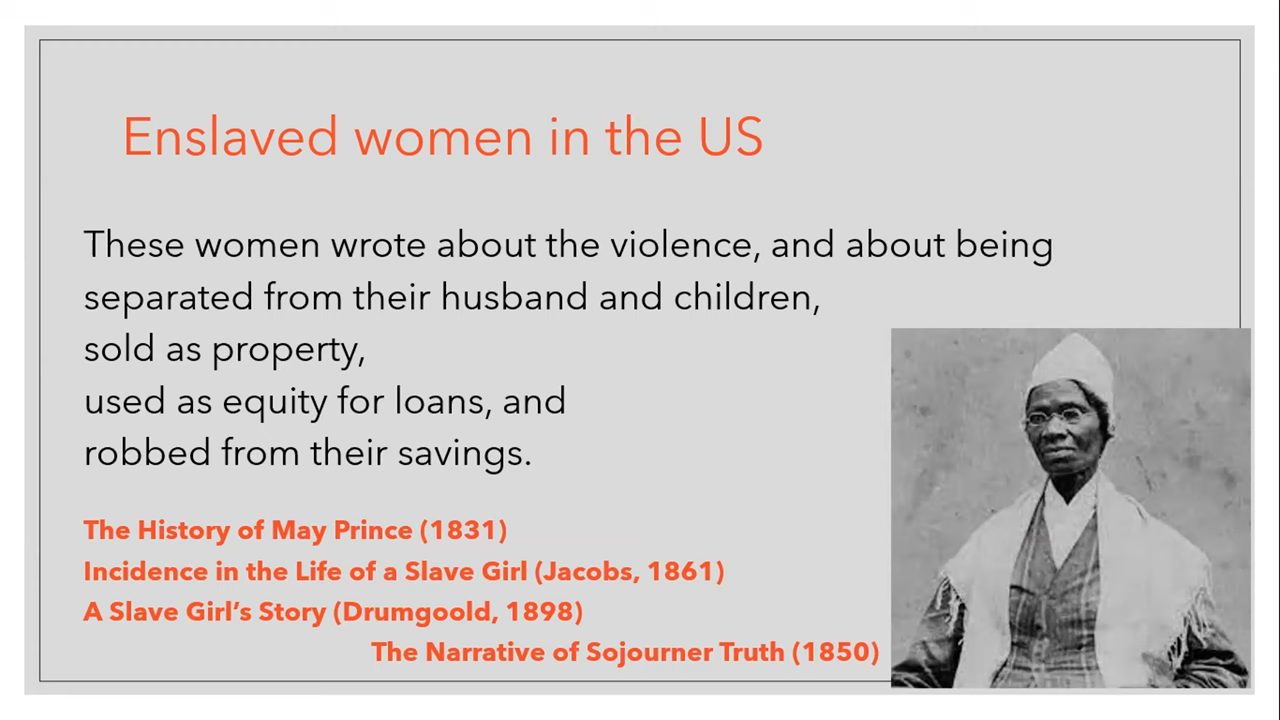 Enslaved women in the US
These women wrote about the violence, and about being
separated from their husband and children,
sold as property,
used as equity for loans, and
robbed from their savings.
The History of May Prince (1831)
Incidence in the Life of a Slave Girl (Jacobs, 1861)
A Slave Girl’s Story (Drumgoold, 1898)
The Narrative of Sojourner Truth (1850)